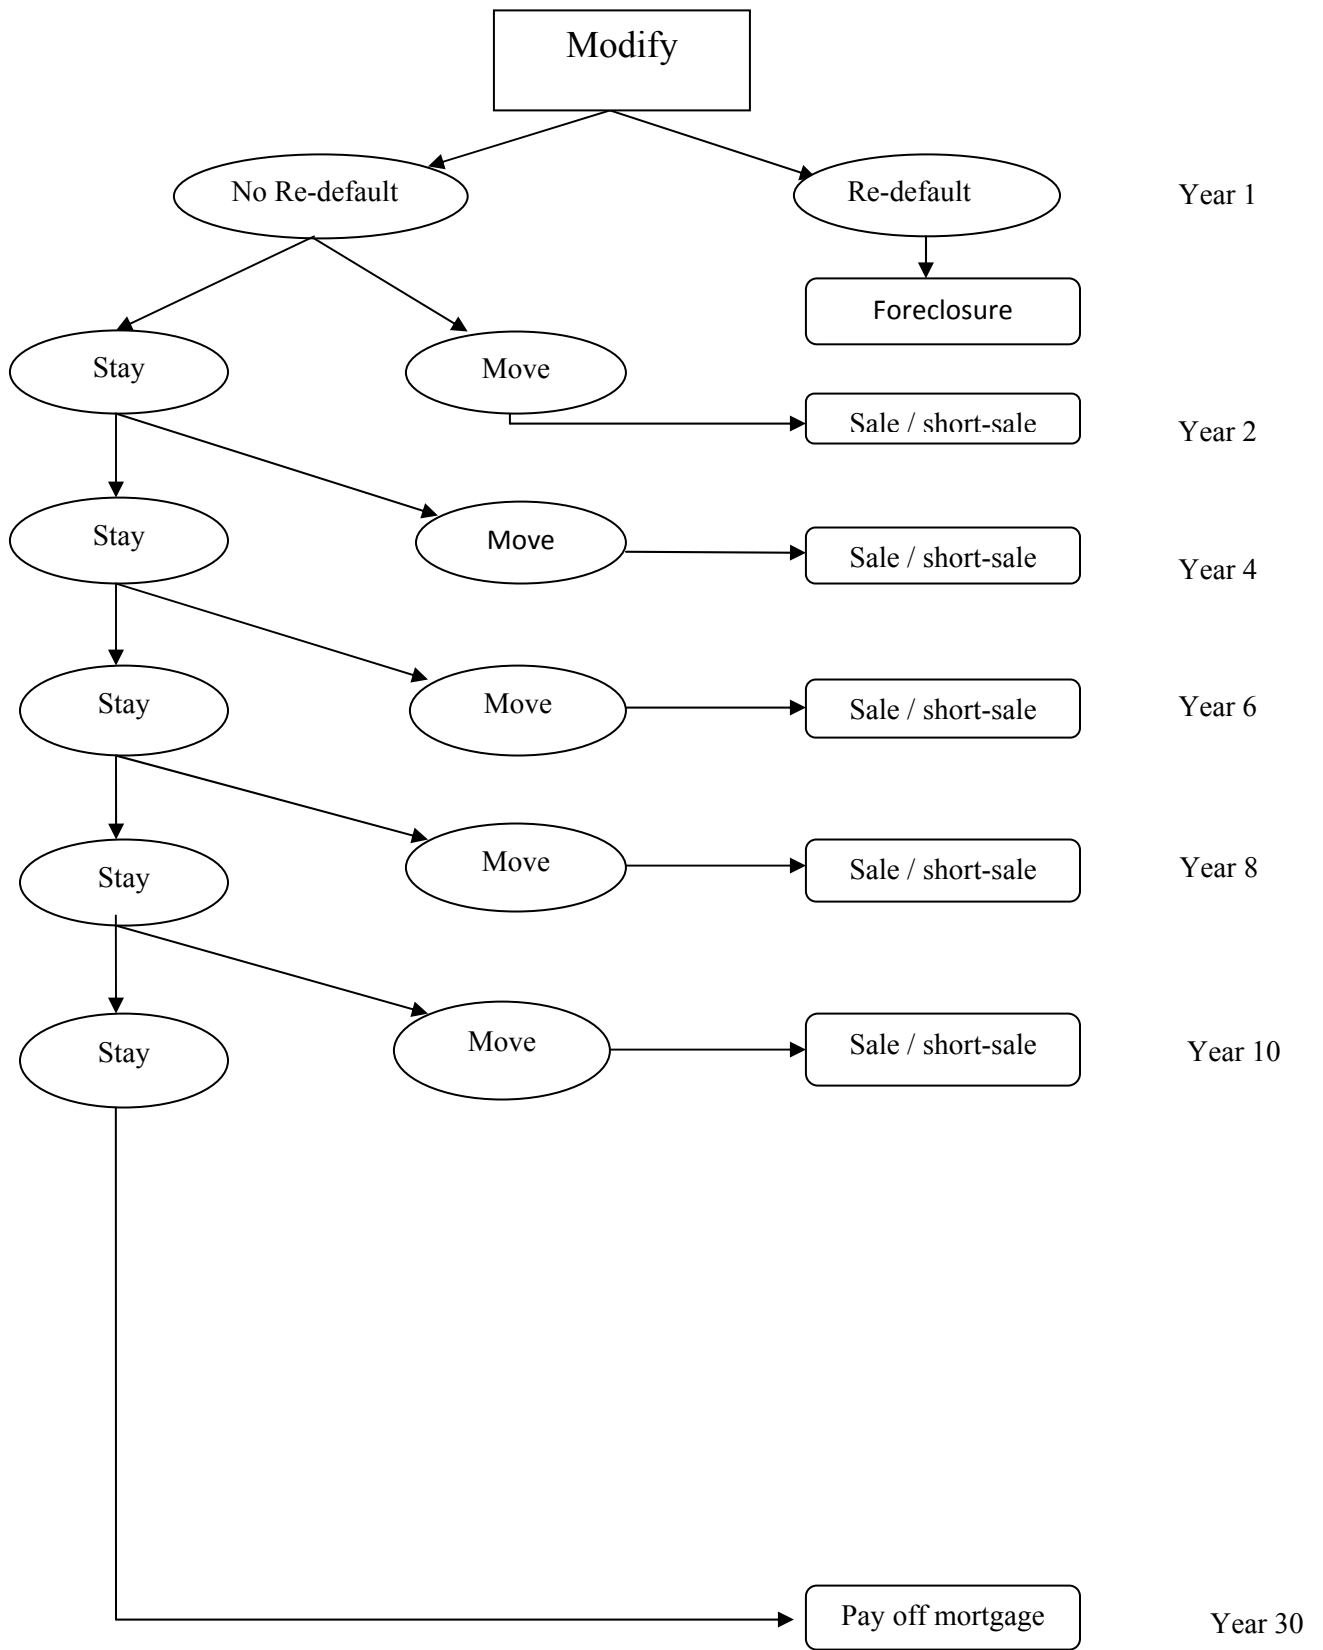 Modify
No Re-default
Re-default
Year 1
Foreclosure
Stay
Move
Sale / short-sale
Year 2
Stay
Move
Sale / short-sale
Year 4
Stay
Move
Sale / short-sale
Year 6
Stay
Move
Sale / short-sale
Year 8
Stay
Move
Sale / short-sale
Year 10
Pay off mortgage
Year 30